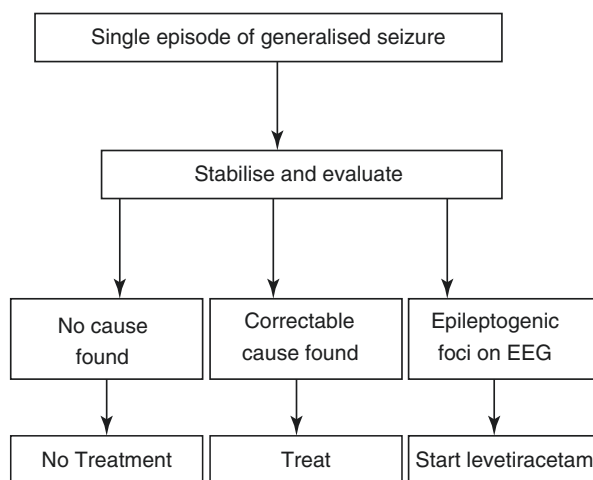 Single episode of generalised seizure
Stabilise and evaluate
No cause
found
Correctable
cause found
Epileptogenic
foci on EEG
No Treatment
Treat
Start levetiracetam